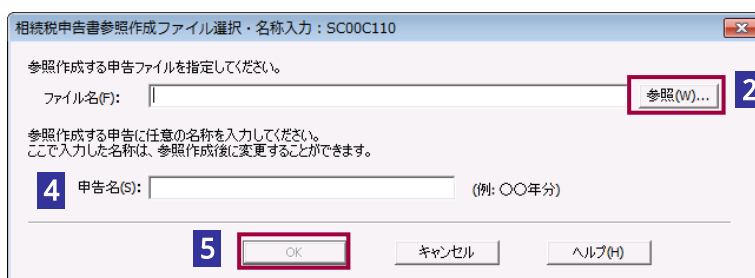 相続税申告書参照作成ファイル選択・名称入力：SC00C110
参照作成する申告ファイルを指定してください。
ファイル名(F):
参照(W)...
2
参照作成する申告に任意の名称を入力してください。
ここで入力した名称は、参照作成後に変更することができます。
4 申告名(S): (例: 〇〇年分)
5 OK キャンセル ヘルプ(H)